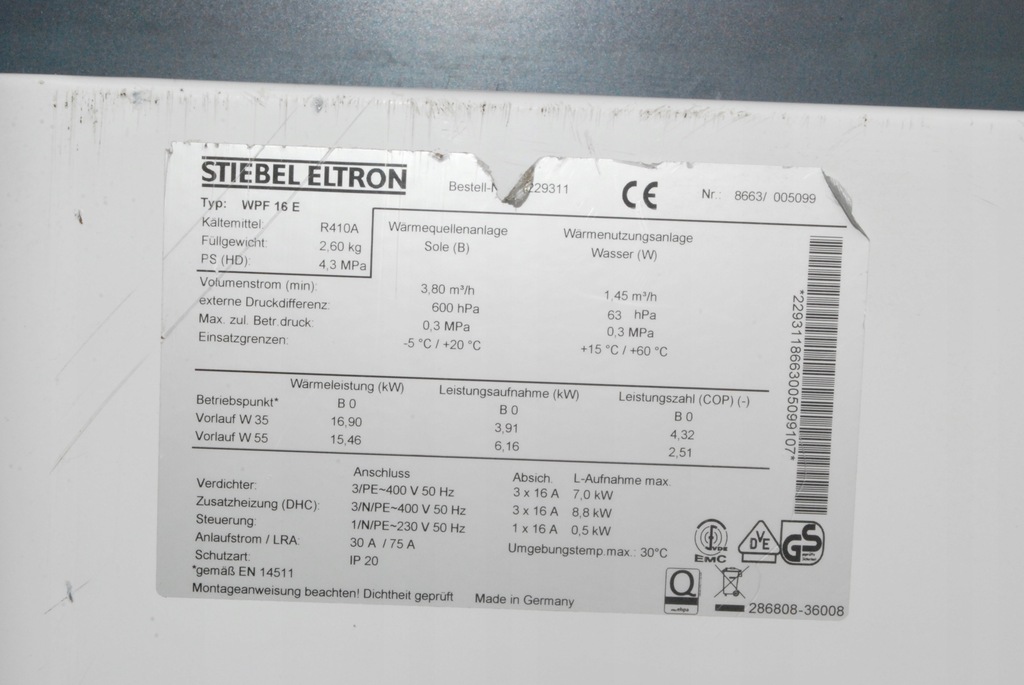 STIEBEL ELTRON
Bestell-N 229311
CE
Nr.: 8663/ 005099
Typ: WPF 16 E
Kältemittel: R410A
Füllgewicht: 2,60 kg
PS (HD): 4,3 MPa
Wärmequellenanlage Wärmenutzungsanlage
Sole (B) Wasser (W)
Volumenstrom (min): 3,80 m³/h 1,45 m³/h
externe Druckdifferenz: 600 hPa 63 hPa
Max. zul. Betr.druck: 0,3 MPa 0,3 MPa
Einsatzgrenzen: -5 °C / +20 °C +15 °C / +60 °C
Wärmeleistung (kW) Leistungsaufnahme (kW) Leistungszahl (COP) (-)
Betriebspunkt* B 0 B 0 B 0
Vorlauf W 35 16,90 3,91 4,32
Vorlauf W 55 15,46 6,16 2,51
Anschluss Absich. L-Aufnahme max.
Verdichter: 3/PE~400 V 50 Hz 3 x 16 A 7,0 kW
Zusatzheizung (DHC): 3/N/PE~400 V 50 Hz 3 x 16 A 8,8 kW
Steuerung: 1/N/PE~230 V 50 Hz 1 x 16 A 0,5 kW
Anlaufstrom / LRA: 30 A / 75 A Umgebungstemp.max.: 30°C
Schutzart: IP 20
*gemäß EN 14511
Montageanweisung beachten! Dichtheit geprüft Made in Germany
*2293118663005099107*
VDE
EMC
DVE
GS
Q
286808-36008